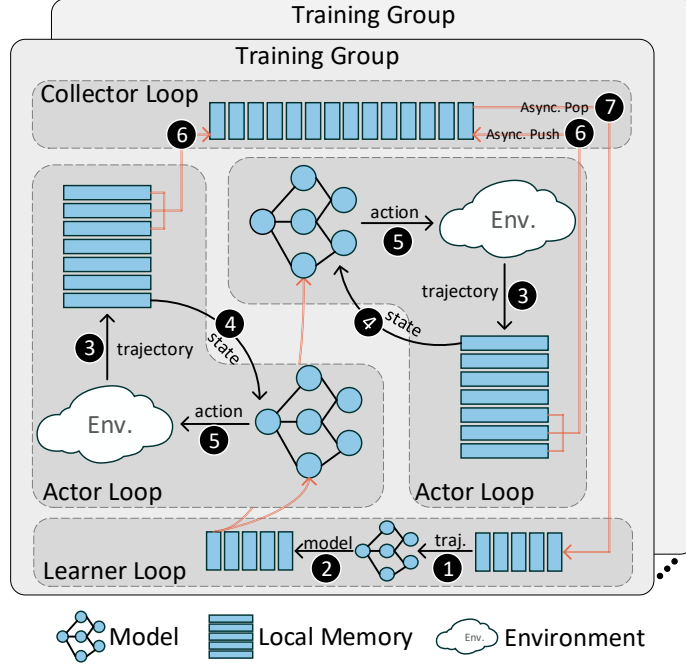 Training Group
Training Group
Collector Loop
Async. Pop
7
6
Async. Push
6
action
5
Env.
trajectory
3
4
state
4
state
3
trajectory
action
5
Env.
Actor Loop
Actor Loop
model
2
traj.
1
Learner Loop
Model
Local Memory
Env.
Environment